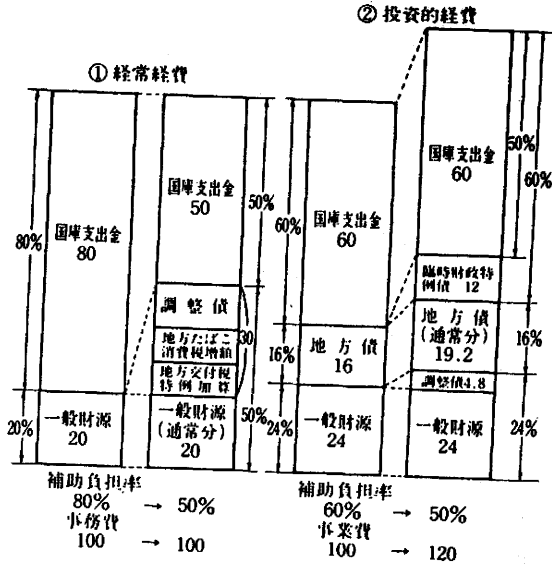 ② 投資的経費
① 経常経費
80%
国庫支出金
80
20%
一般財源
20
国庫支出金
50
調整債
地方たばこ
消費税増額
地方交付税
特例加算
一般財源
(通常分)
20
50%
30
50%
60%
国庫支出金
60
16%
地方債
16
24%
一般財源
24
国庫支出金
60
臨時財政特
例債 12
地方債
(通常分)
19.2
調整債4.8
一般財源
24
50%
60%
16%
24%
補助負担率
80% → 50%
事務費
100 → 100
補助負担率
60% → 50%
事業費
100 → 120